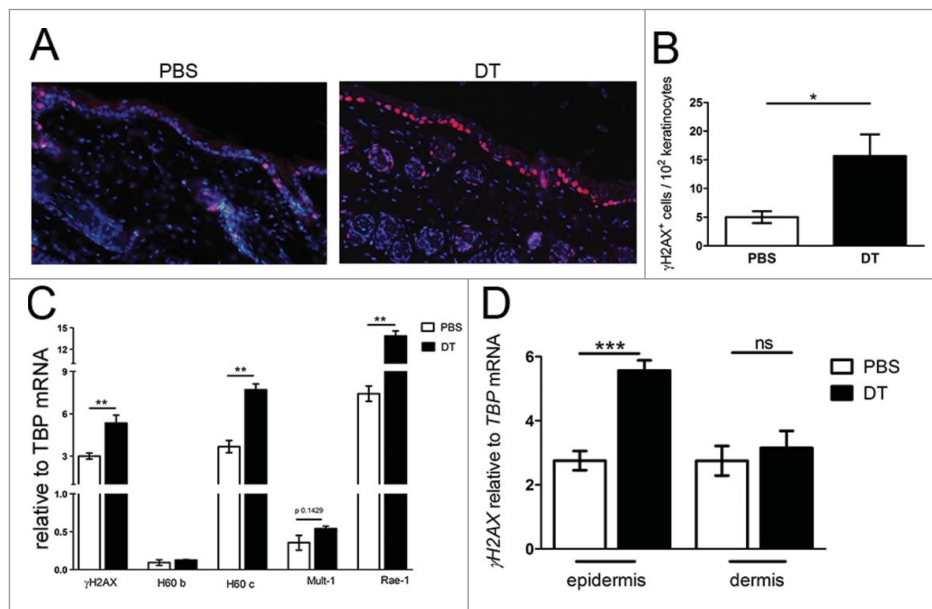 A
PBS
DT
B
γH2AX⁺ cells / 10² keratinocytes
25
20
15
10
5
0
*
PBS
DT
C
relative to TBP mRNA
15
12
9
6
3
1.0
0.5
0.0
**
**
p 0.1429
**
PBS
DT
γH2AX
H60 b
H60 c
Mult-1
Rae-1
D
γH2AX relative to TBP mRNA
6
4
2
0
***
ns
PBS
DT
epidermis
dermis